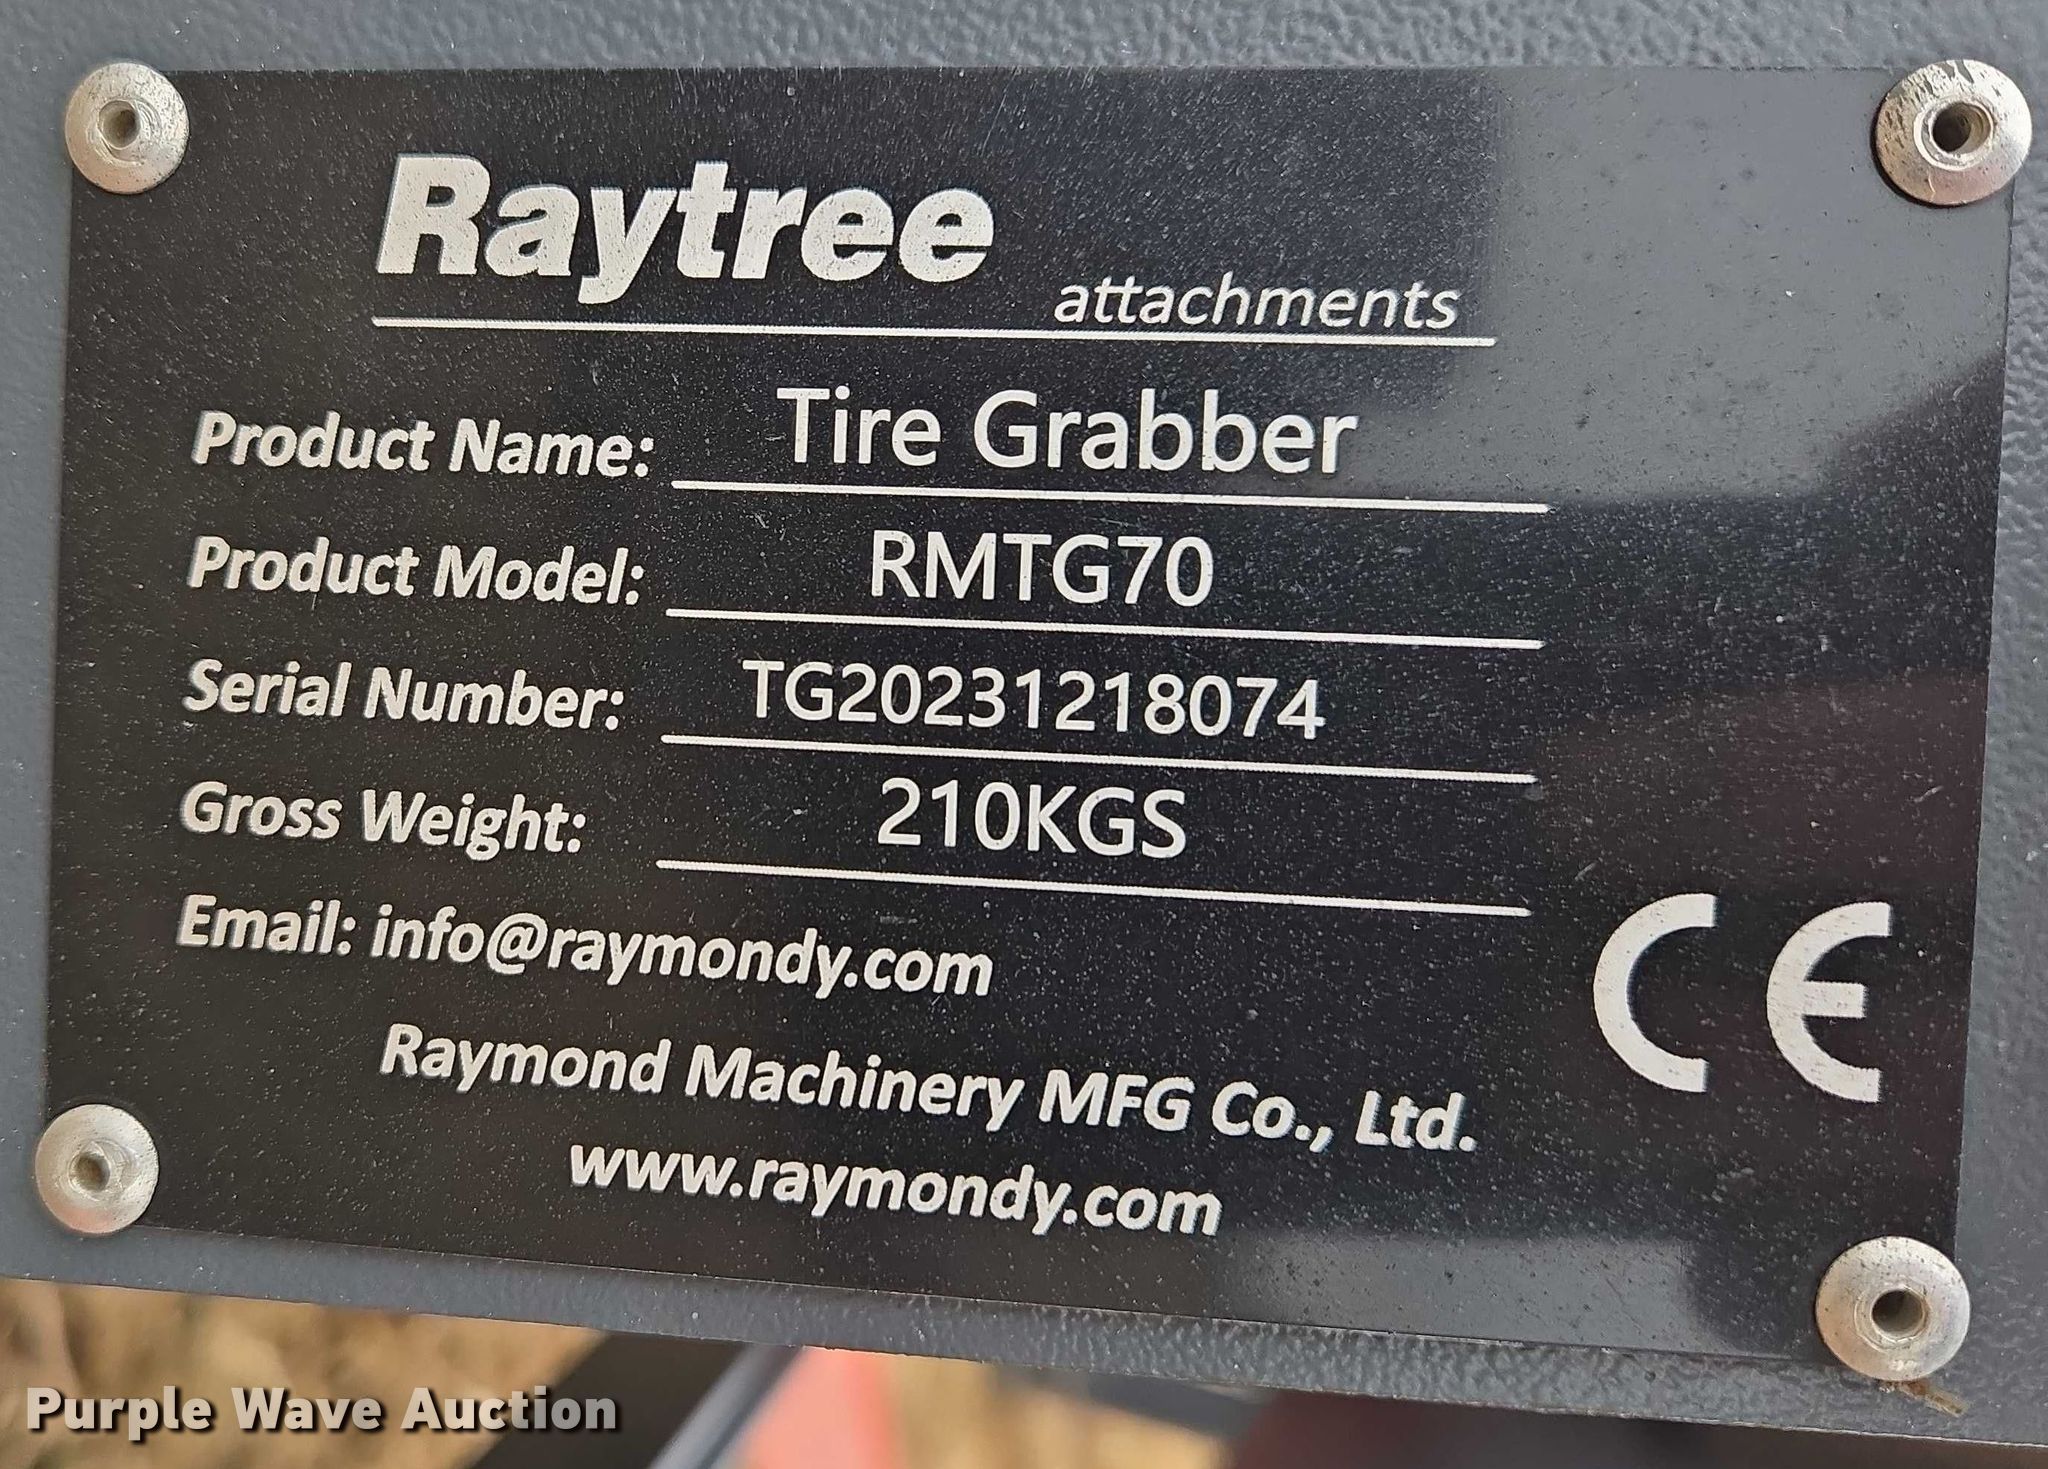 Raytree
attachments
Product Name: Tire Grabber
Product Model: RMTG70
Serial Number: TG20231218074
Gross Weight: 210KGS
Email: info@raymondy.com
CE
Raymond Machinery MFG Co., Ltd.
www.raymondy.com
Purple Wave Auction